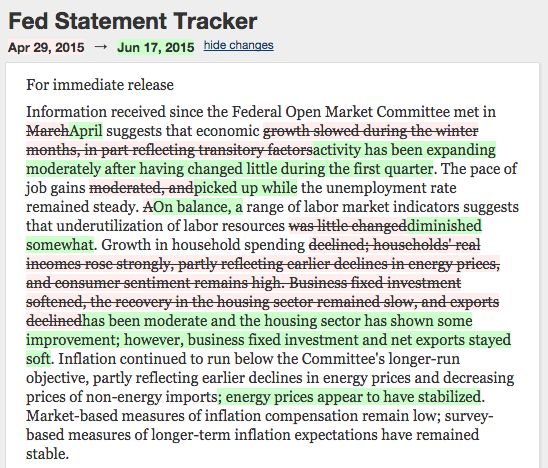 Fed Statement Tracker
Apr 29, 2015 → Jun 17, 2015 hide changes
For immediate release
Information received since the Federal Open Market Committee met in
MarchApril suggests that economic growth slowed during the winter
months, in part reflecting transitory factorsactivity has been expanding
moderately after having changed little during the first quarter. The pace of
job gains moderated, andpicked up while the unemployment rate
remained steady. AOn balance, a range of labor market indicators suggests
that underutilization of labor resources was little changeddiminished
somewhat. Growth in household spending declined; households' real
incomes rose strongly, partly reflecting earlier declines in energy prices,
and consumer sentiment remains high. Business fixed investment
softened, the recovery in the housing sector remained slow, and exports
declinedhas been moderate and the housing sector has shown some
improvement; however, business fixed investment and net exports stayed
soft. Inflation continued to run below the Committee's longer-run
objective, partly reflecting earlier declines in energy prices and decreasing
prices of non-energy imports; energy prices appear to have stabilized.
Market-based measures of inflation compensation remain low; survey-
based measures of longer-term inflation expectations have remained
stable.